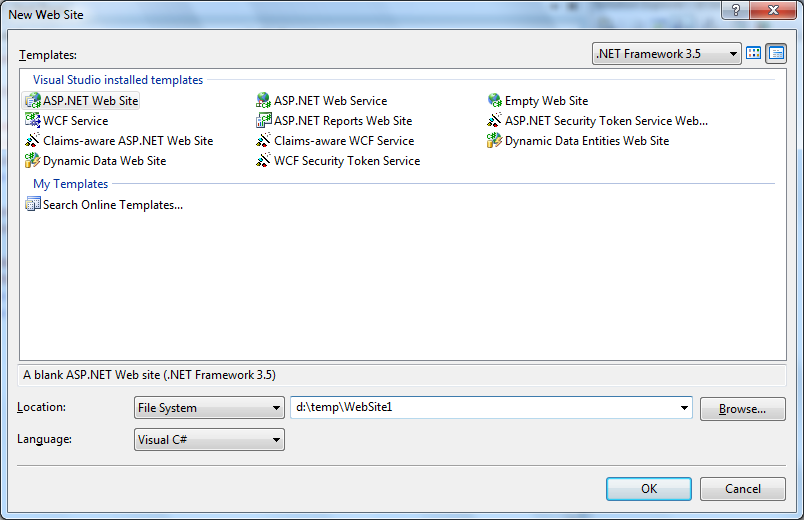 New Web Site
Templates:
.NET Framework 3.5
Visual Studio installed templates
ASP.NET Web Site
ASP.NET Web Service
Empty Web Site
WCF Service
ASP.NET Reports Web Site
ASP.NET Security Token Service Web...
Claims-aware ASP.NET Web Site
Claims-aware WCF Service
Dynamic Data Entities Web Site
Dynamic Data Web Site
WCF Security Token Service
My Templates
Search Online Templates...
A blank ASP.NET Web site (.NET Framework 3.5)
Location:
File System
d:\temp\WebSite1
Browse...
Language:
Visual C#
OK
Cancel